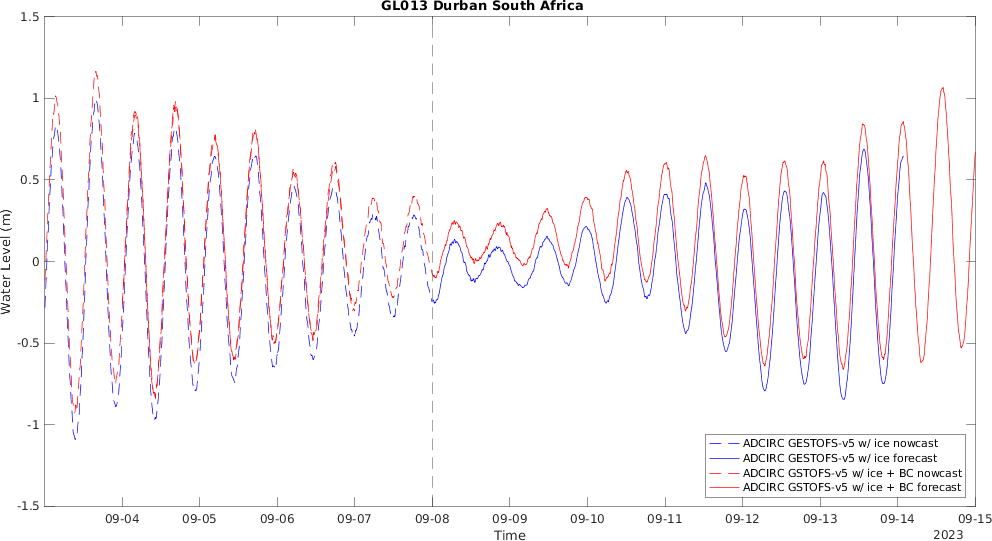 GL013 Durban South Africa
1.5
1
0.5
0
-0.5
-1
-1.5
Water Level (m)
ADCIRC GESTOFS-v5 w/ ice nowcast
ADCIRC GESTOFS-v5 w/ ice forecast
ADCIRC GSTOFS-v5 w/ ice + BC nowcast
ADCIRC GSTOFS-v5 w/ ice + BC forecast
09-04 09-05 09-06 09-07 09-08 09-09 09-10 09-11 09-12 09-13 09-14 09-15
Time
2023